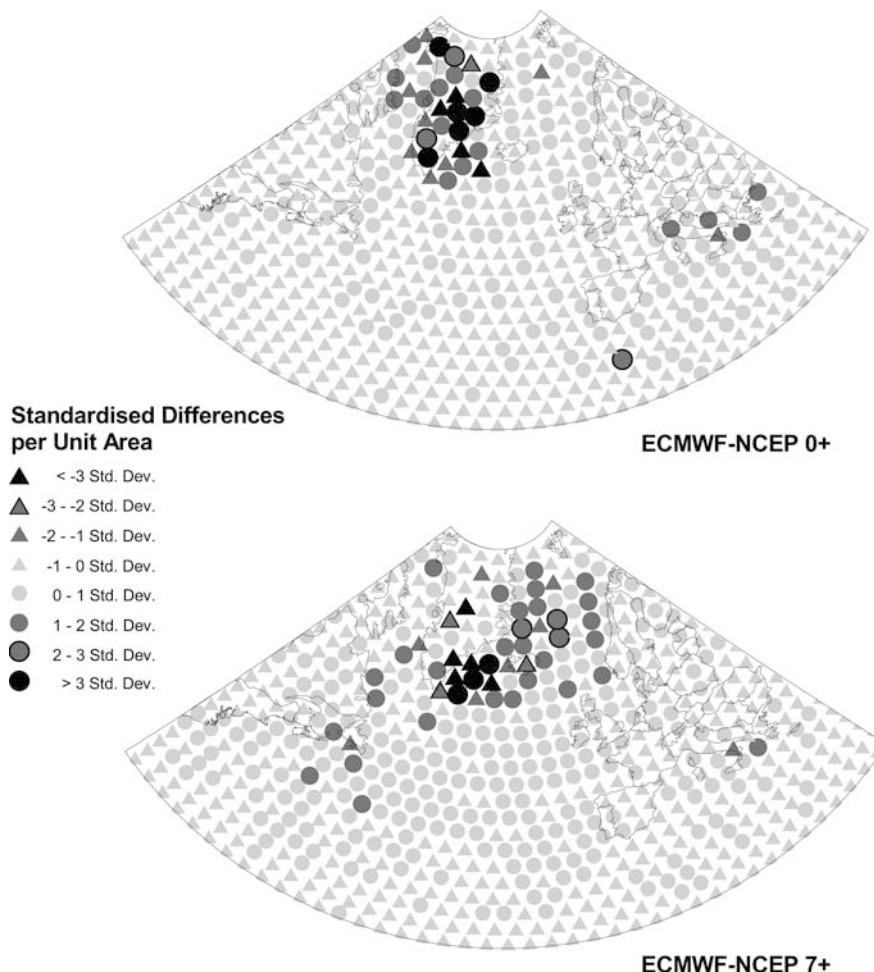 ECMWF-NCEP 0+
Standardised Differences
per Unit Area
< -3 Std. Dev.
-3 - -2 Std. Dev.
-2 - -1 Std. Dev.
-1 - 0 Std. Dev.
0 - 1 Std. Dev.
1 - 2 Std. Dev.
2 - 3 Std. Dev.
> 3 Std. Dev.
ECMWF-NCEP 7+